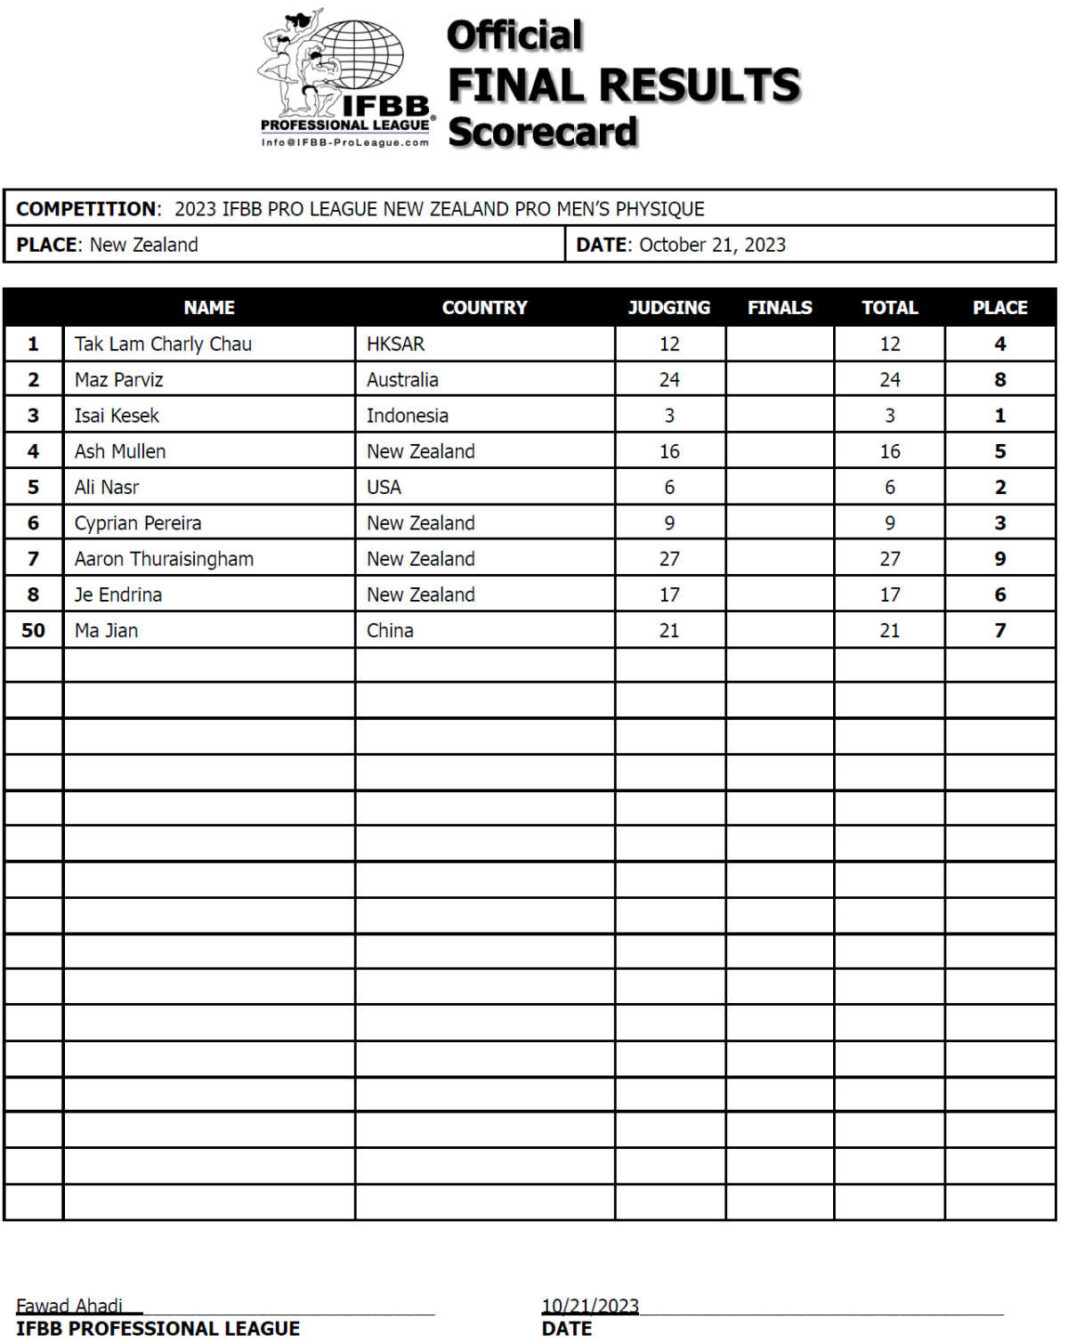 Official
FINAL RESULTS
Scorecard
IFBB
PROFESSIONAL LEAGUE®
Info@IFBB-ProLeague.com
COMPETITION: 2023 IFBB PRO LEAGUE NEW ZEALAND PRO MEN'S PHYSIQUE
PLACE: New Zealand DATE: October 21, 2023
NAME COUNTRY JUDGING FINALS TOTAL PLACE
1 Tak Lam Charly Chau HKSAR 12 12 4
2 Maz Parviz Australia 24 24 8
3 Isai Kesek Indonesia 3 3 1
4 Ash Mullen New Zealand 16 16 5
5 Ali Nasr USA 6 6 2
6 Cyprian Pereira New Zealand 9 9 3
7 Aaron Thuraisingham New Zealand 27 27 9
8 Je Endrina New Zealand 17 17 6
50 Ma Jian China 21 21 7
Fawad Ahadi 10/21/2023
IFBB PROFESSIONAL LEAGUE DATE